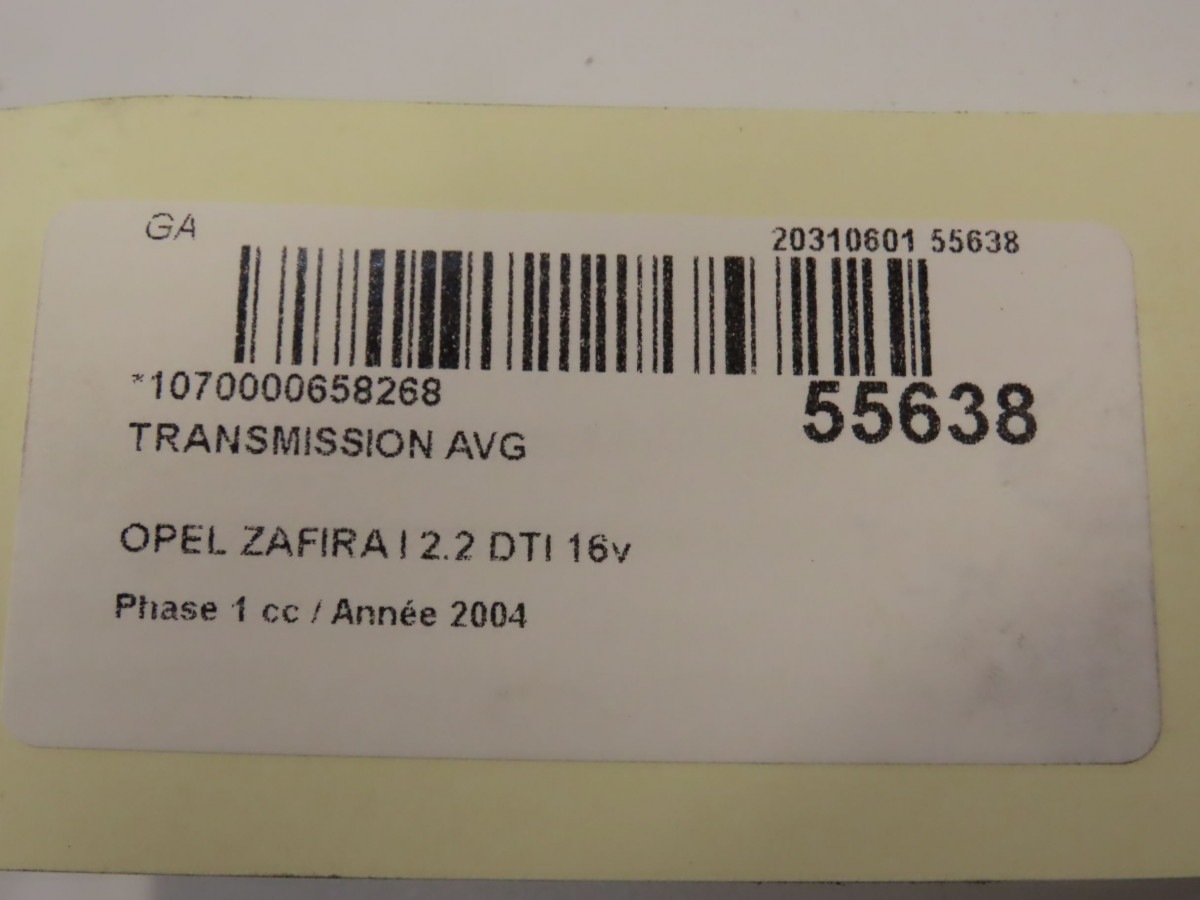 GA
20310601 55638
*1070000658268
55638
TRANSMISSION AVG
OPEL ZAFIRA I 2.2 DTI 16v
Phase 1 cc / Année 2004